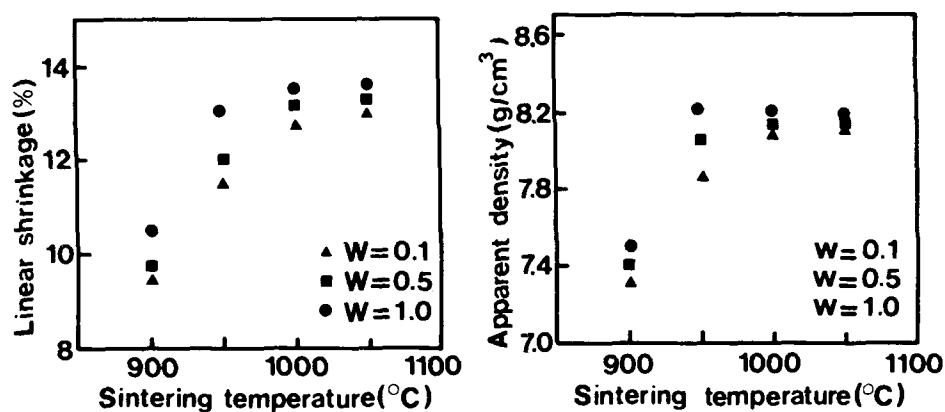 Linear shrinkage (%)
14
12
10
8
▲ W=0.1
■ W=0.5
● W=1.0
900 1000 1100
Sintering temperature(°C)
Apparent density(g/cm³)
8.6
8.2
7.8
7.4
7.0
W=0.1
W=0.5
W=1.0
900 1000 1100
Sintering temperature(°C)